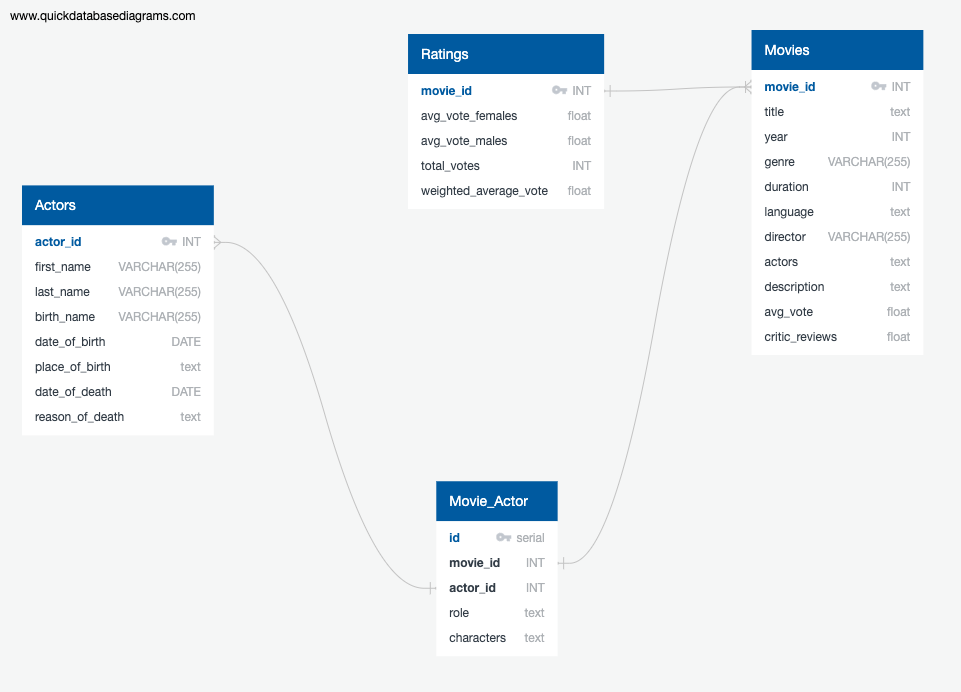 www.quickdatabasediagrams.com
Ratings
movie_id INT
avg_vote_females float
avg_vote_males float
total_votes INT
weighted_average_vote float
Movies
movie_id INT
title text
year INT
genre VARCHAR(255)
duration INT
language text
director VARCHAR(255)
actors text
description text
avg_vote float
critic_reviews float
Actors
actor_id INT
first_name VARCHAR(255)
last_name VARCHAR(255)
birth_name VARCHAR(255)
date_of_birth DATE
place_of_birth text
date_of_death DATE
reason_of_death text
Movie_Actor
id serial
movie_id INT
actor_id INT
role text
characters text